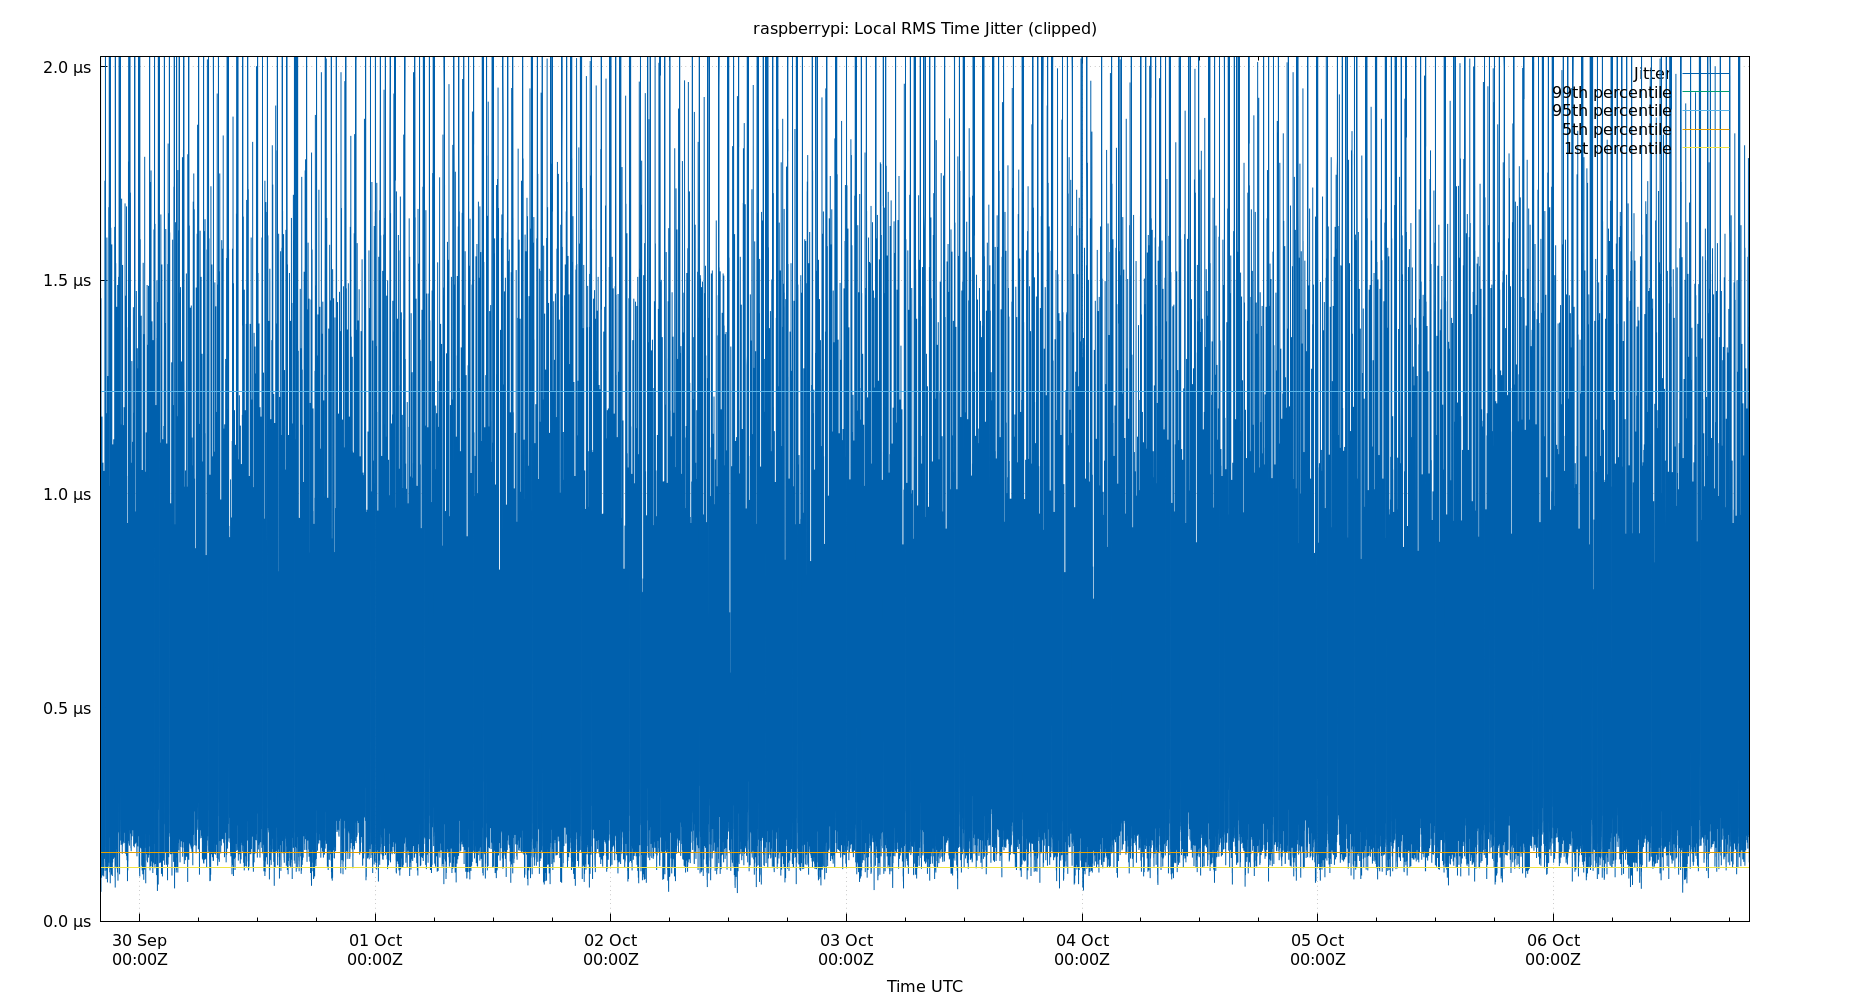 raspberrypi: Local RMS Time Jitter (clipped)
2.0 µs
1.5 µs
1.0 µs
0.5 µs
0.0 µs
Jitter
99th percentile
95th percentile
5th percentile
1st percentile
30 Sep
00:00Z
01 Oct
00:00Z
02 Oct
00:00Z
03 Oct
00:00Z
04 Oct
00:00Z
05 Oct
00:00Z
06 Oct
00:00Z
Time UTC